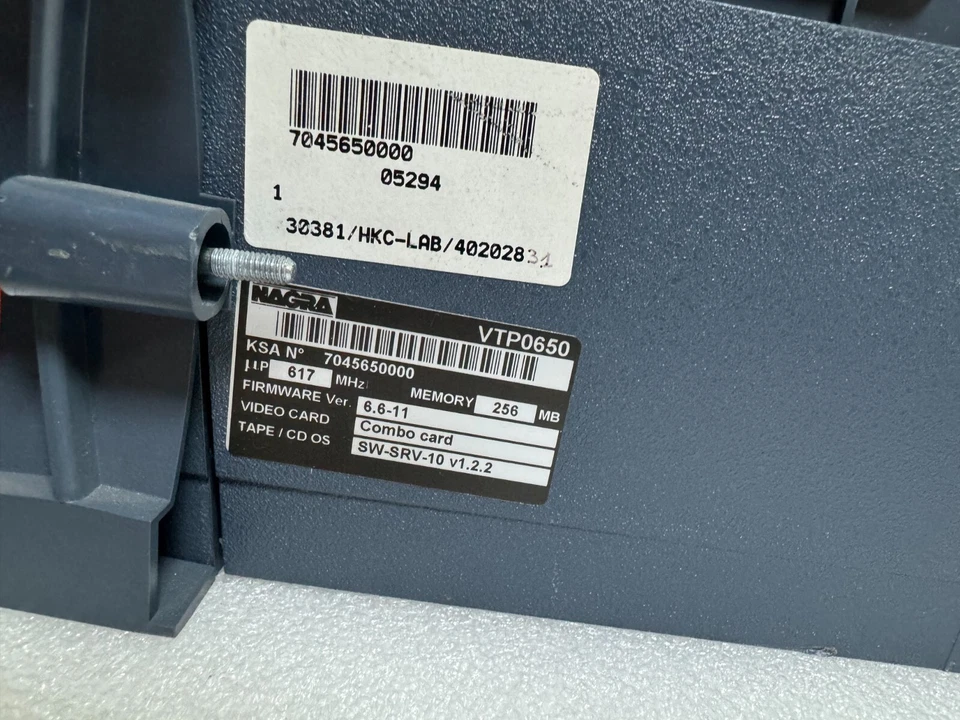 7045650000
05294
1
30381/HKC-LAB/40202831
NAGRA
VTP0650
KSA N° 7045650000
µP 617 MHz MEMORY 256 MB
FIRMWARE Ver. 6.6-11
VIDEO CARD Combo card
TAPE / CD OS SW-SRV-10 v1.2.2